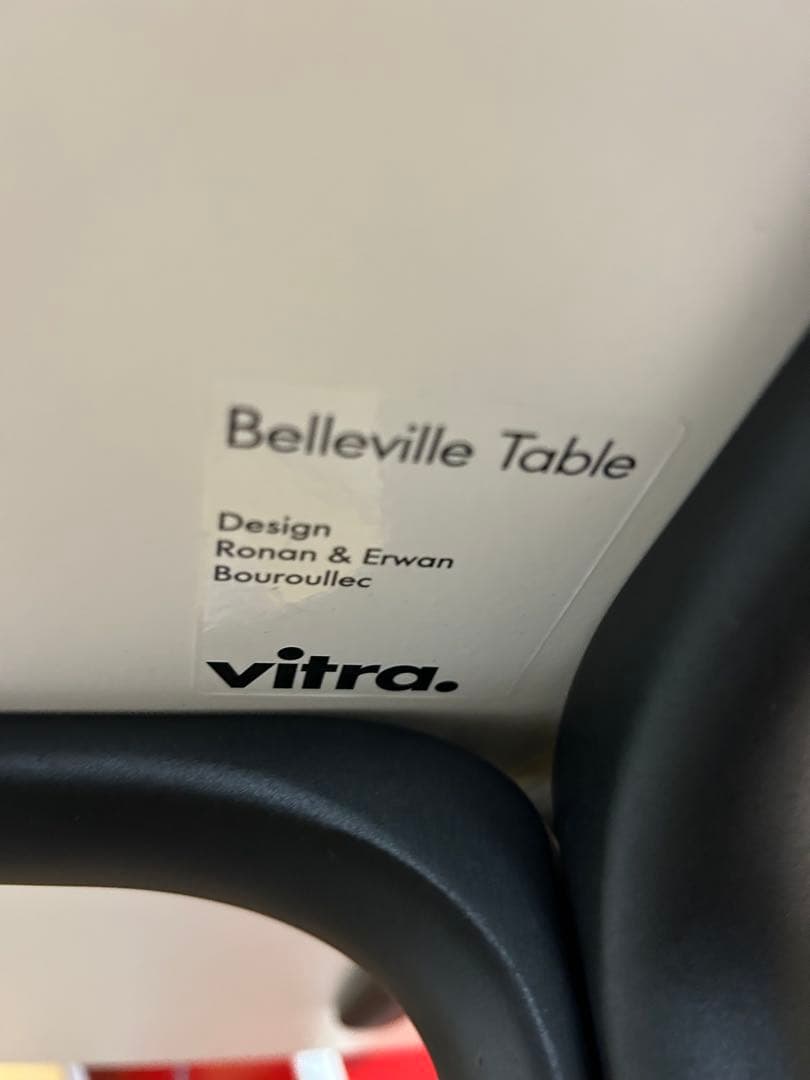 Belleville Table
Design
Ronan & Erwan
Bouroullec
vitra.